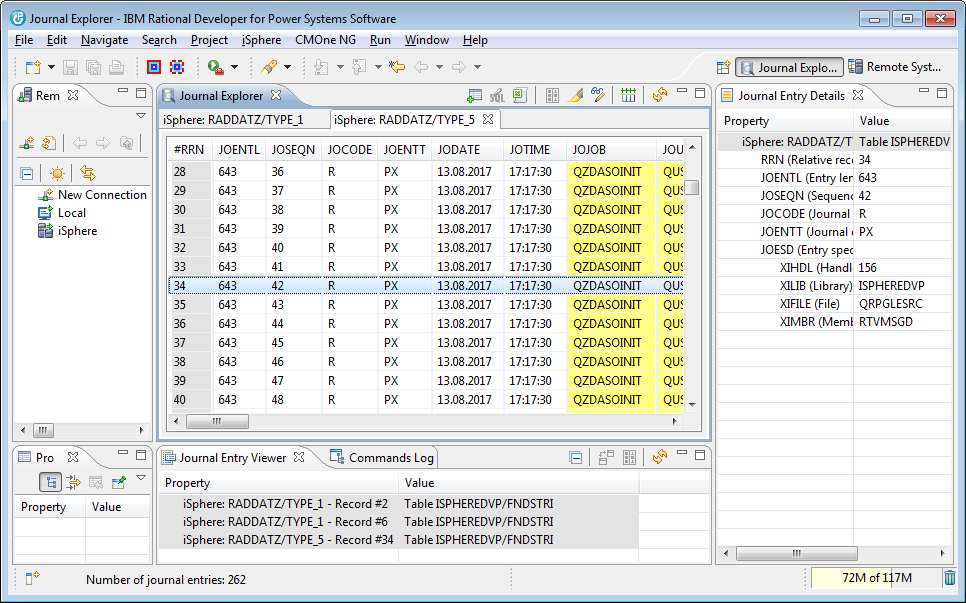 Journal Explorer - IBM Rational Developer for Power Systems Software
File Edit Navigate Search Project iSphere CMOne NG Run Window Help
Journal Explo... Remote Syst...
Rem
New Connection
Local
iSphere
Journal Explorer
iSphere: RADDATZ/TYPE_1 iSphere: RADDATZ/TYPE_5
#RRN JOENTL JOSEQN JOCODE JOENTT JODATE JOTIME JOJOB JOU
28 643 36 R PX 13.08.2017 17:17:30 QZDASOINIT QUS
29 643 37 R PX 13.08.2017 17:17:30 QZDASOINIT QUS
30 643 38 R PX 13.08.2017 17:17:30 QZDASOINIT QUS
31 643 39 R PX 13.08.2017 17:17:30 QZDASOINIT QUS
32 643 40 R PX 13.08.2017 17:17:30 QZDASOINIT QUS
33 643 41 R PX 13.08.2017 17:17:30 QZDASOINIT QUS
34 643 42 R PX 13.08.2017 17:17:30 QZDASOINIT QUS
35 643 43 R PX 13.08.2017 17:17:30 QZDASOINIT QUS
36 643 44 R PX 13.08.2017 17:17:30 QZDASOINIT QUS
37 643 45 R PX 13.08.2017 17:17:30 QZDASOINIT QUS
38 643 46 R PX 13.08.2017 17:17:30 QZDASOINIT QUS
39 643 47 R PX 13.08.2017 17:17:30 QZDASOINIT QUS
40 643 48 R PX 13.08.2017 17:17:30 QZDASOINIT QUS
Journal Entry Details
Property Value
iSphere: RADDATZ/T Table ISPHEREDV
RRN (Relative rec 34
JOENTL (Entry len 643
JOSEQN (Sequenc 42
JOCODE (Journal R
JOENTT (Journal PX
JOESD (Entry spec
XIHDL (Handl 156
XILIB (Library) ISPHEREDVP
XIFILE (File) QRPGLESRC
XIMBR (Memb RTVMSGD
Pro
Property Value
Journal Entry Viewer Commands Log
Property Value
iSphere: RADDATZ/TYPE_1 - Record #2 Table ISPHEREDVP/FNDSTRI
iSphere: RADDATZ/TYPE_1 - Record #6 Table ISPHEREDVP/FNDSTRI
iSphere: RADDATZ/TYPE_5 - Record #34 Table ISPHEREDVP/FNDSTRI
Number of journal entries: 262
72M of 117M